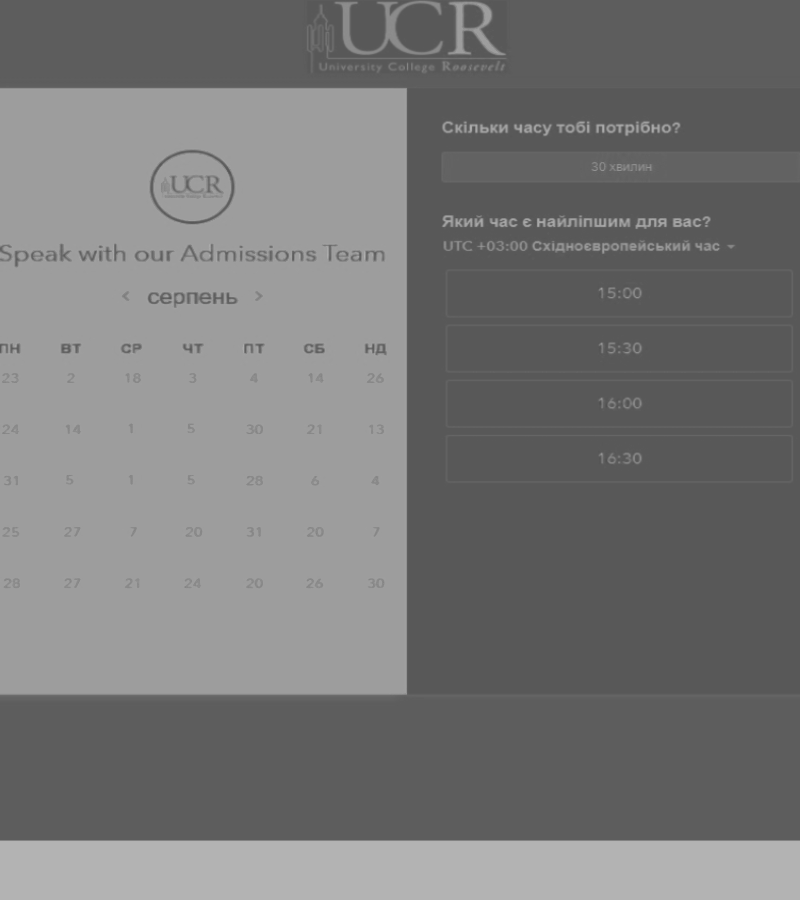 UCR
University College Roosevelt
UCR
Speak with our Admissions Team
серпень
ПН ВТ СР ЧТ ПТ СБ НД
23 2 18 3 4 14 26
24 14 1 5 30 21 13
31 5 1 5 28 6 4
25 27 7 20 31 20 7
28 27 21 24 20 26 30
Скільки часу тобі потрібно?
30 хвилин
Який час є найліпшим для вас?
UTC +03:00 Східноєвропейський час
15:00
15:30
16:00
16:30